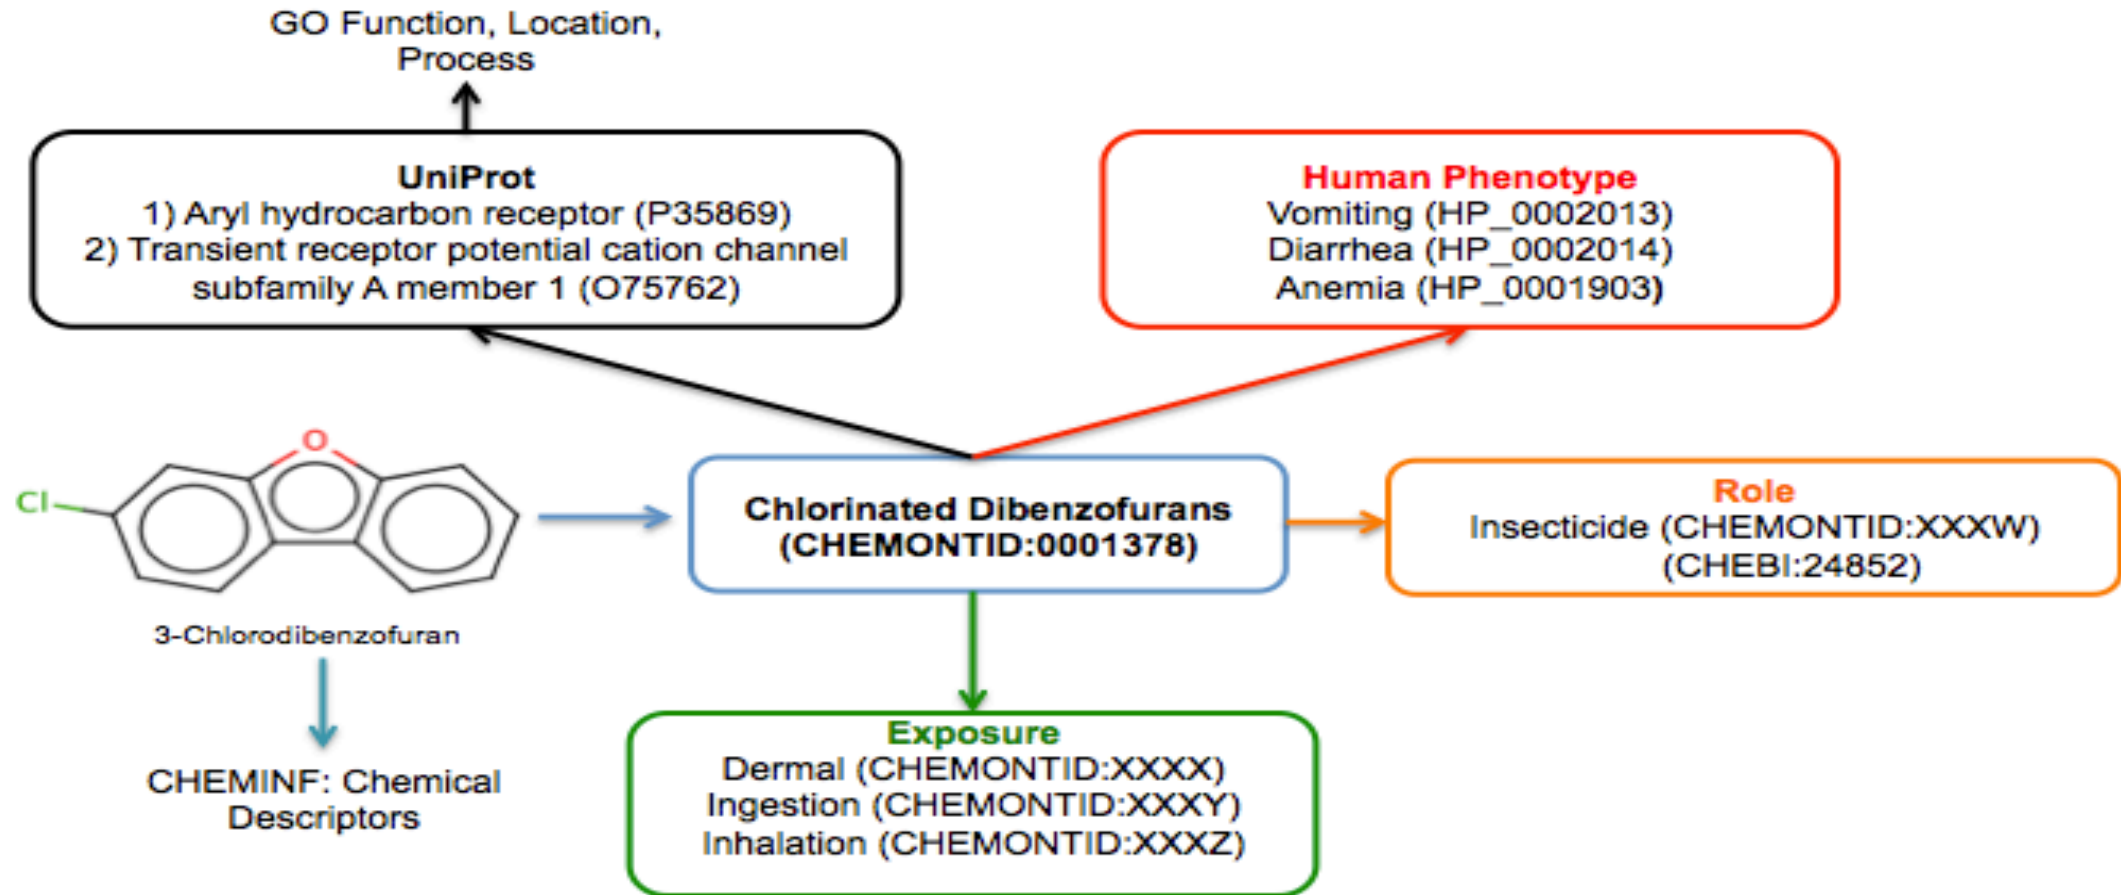 GO Function, Location,
Process
UniProt
1) Aryl hydrocarbon receptor (P35869)
2) Transient receptor potential cation channel
subfamily A member 1 (O75762)
Human Phenotype
Vomiting (HP_0002013)
Diarrhea (HP_0002014)
Anemia (HP_0001903)
O
Cl
3-Chlorodibenzofuran
Chlorinated Dibenzofurans
(CHEMONTID:0001378)
Role
Insecticide (CHEMONTID:XXXW)
(CHEBI:24852)
CHEMINF: Chemical
Descriptors
Exposure
Dermal (CHEMONTID:XXXX)
Ingestion (CHEMONTID:XXXY)
Inhalation (CHEMONTID:XXXZ)